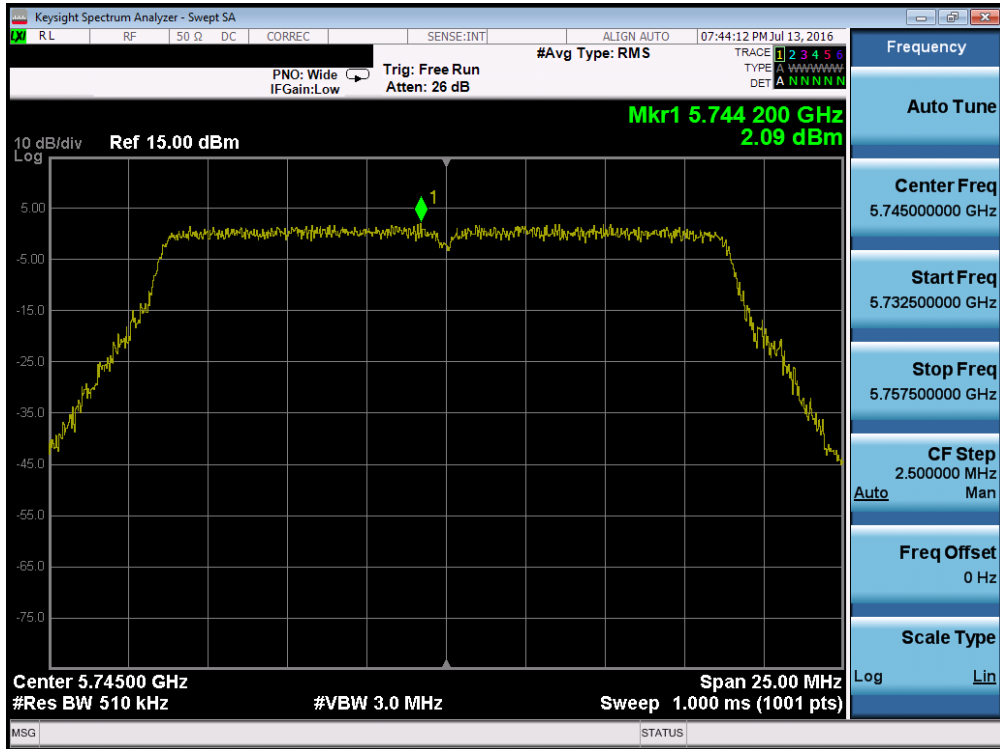 Keysight Spectrum Analyzer - Swept SA
LXI RL RF 50 Ω DC CORREC SENSE:INT ALIGN AUTO 07:44:12 PM Jul 13, 2016
#Avg Type: RMS TRACE 1 2 3 4 5 6
PNO: Wide Trig: Free Run TYPE A WWWWW
IFGain:Low Atten: 26 dB DET A N N N N N
Mkr1 5.744 200 GHz
2.09 dBm
10 dB/div Ref 15.00 dBm
Log
1
5.00
-5.00
-15.0
-25.0
-35.0
-45.0
-55.0
-65.0
-75.0
Center 5.74500 GHz Span 25.00 MHz
#Res BW 510 kHz #VBW 3.0 MHz Sweep 1.000 ms (1001 pts)
MSG STATUS
Frequency
Auto Tune
Center Freq
5.745000000 GHz
Start Freq
5.732500000 GHz
Stop Freq
5.757500000 GHz
CF Step
2.500000 MHz
Auto Man
Freq Offset
0 Hz
Scale Type
Log Lin